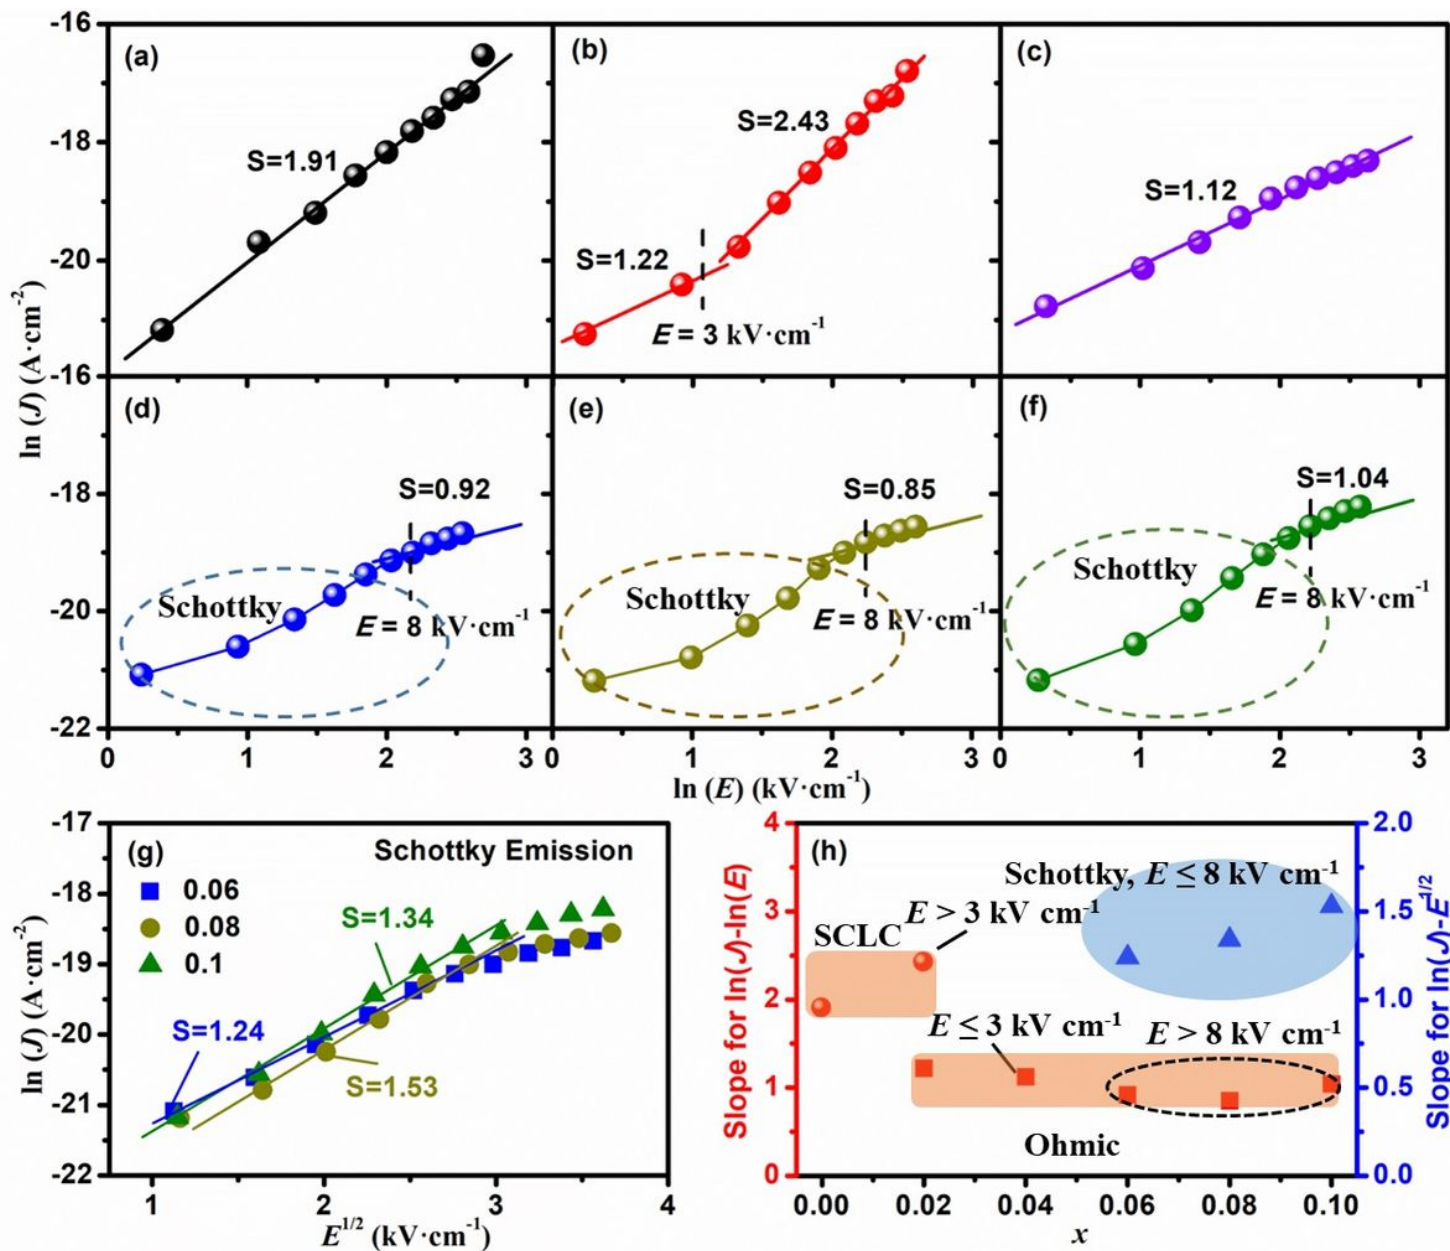 -16
(a)
(b)
(c)
S=2.43
-18
S=1.91
S=1.12
S=1.22
-20
E = 3 kV·cm-1
ln (J) (A·cm-2)
-16
(d)
(e)
(f)
-18
S=0.92
S=0.85
S=1.04
Schottky
Schottky
Schottky
-20
E = 8 kV·cm-1
E = 8 kV·cm-1
E = 8 kV·cm-1
-22
0 1 2 3
1 2 3
0 1 2 3
ln (E) (kV·cm-1)
-17
(g)
Schottky Emission
0.06
0.08
0.1
-18
S=1.34
-19
-20
S=1.24
S=1.53
-21
-22
1 2 3 4
E1/2 (kV·cm-1)
ln (J) (A·cm-2)
4
3
2
1
0
Slope for ln(J)-ln(E)
(h)
Schottky, E ≤ 8 kV cm-1
E > 3 kV cm-1
SCLC
E ≤ 3 kV cm-1
E > 8 kV cm-1
Ohmic
2.0
1.5
1.0
0.5
0.0
Slope for ln(J)-E1/2
0.00 0.02 0.04 0.06 0.08 0.10
x